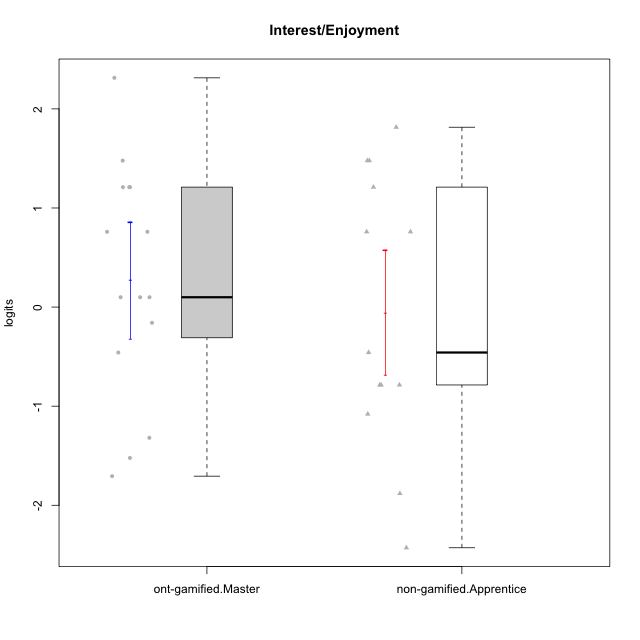 Interest/Enjoyment
logits
2
1
0
-1
-2
ont-gamified.Master
non-gamified.Apprentice